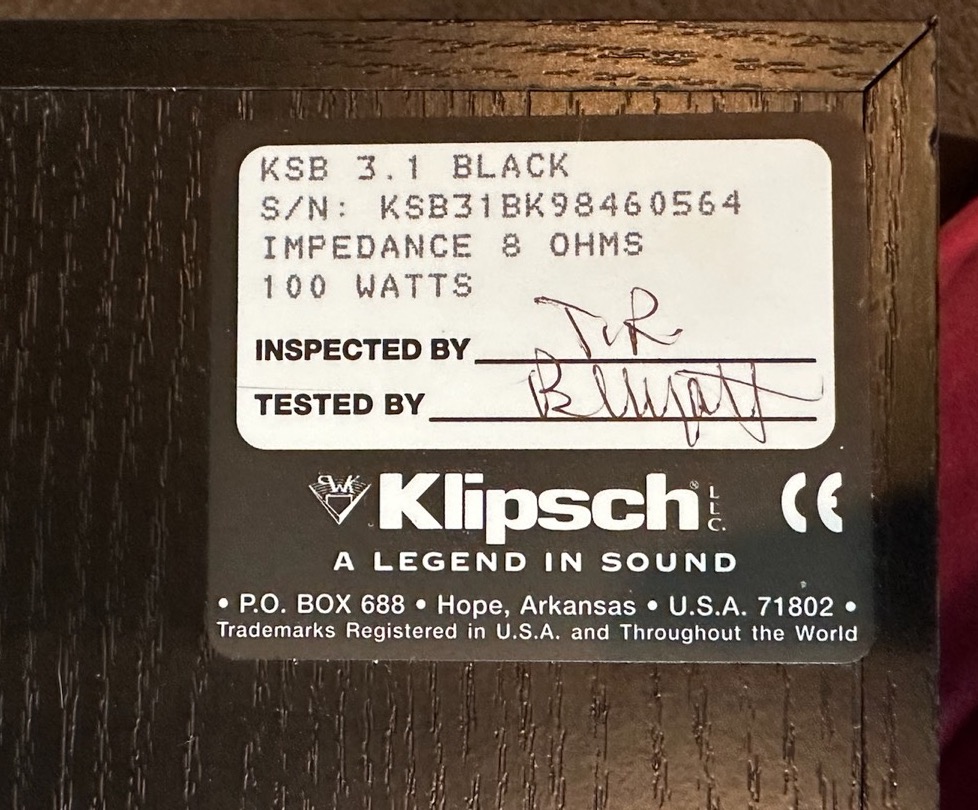 KSB 3.1 BLACK
S/N: KSB31BK98460564
IMPEDANCE 8 OHMS
100 WATTS
INSPECTED BY
TESTED BY
PWK Klipsch® LLC.
CE
A LEGEND IN SOUND
• P.O. BOX 688 • Hope, Arkansas • U.S.A. 71802 •
Trademarks Registered in U.S.A. and Throughout the World